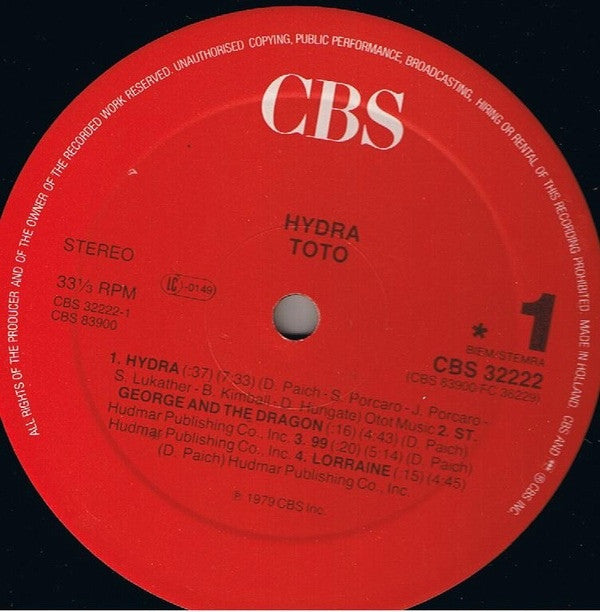 ALL RIGHTS OF THE PRODUCER AND OF THE OWNER OF THE RECORDED WORK RESERVED. UNAUTHORISED COPYING, PUBLIC PERFORMANCE, BROADCASTING, HIRING OR RENTAL OF THIS RECORDING PROHIBITED. MADE IN HOLLAND. CBS AND ℗ CBS INC.
CBS
HYDRA
TOTO
STEREO
33⅓ RPM
CBS 32222-1
CBS 83900
LC -0149
* 1
BIEM/STEMRA
CBS 32222
(CBS 83900-FC 36229)
1. HYDRA (:37) (7:33) (D. Paich - S. Porcaro - J. Porcaro -
S. Lukather - B. Kimball - D. Hungate) Otot Music 2. ST.
GEORGE AND THE DRAGON (:16) (4:43) (D. Paich)
Hudmar Publishing Co., Inc. 3. 99 (:20) (5:14) (D. Paich)
Hudmar Publishing Co., Inc. 4. LORRAINE (:15) (4:45)
(D. Paich) Hudmar Publishing Co., Inc.
℗ 1979 CBS Inc.